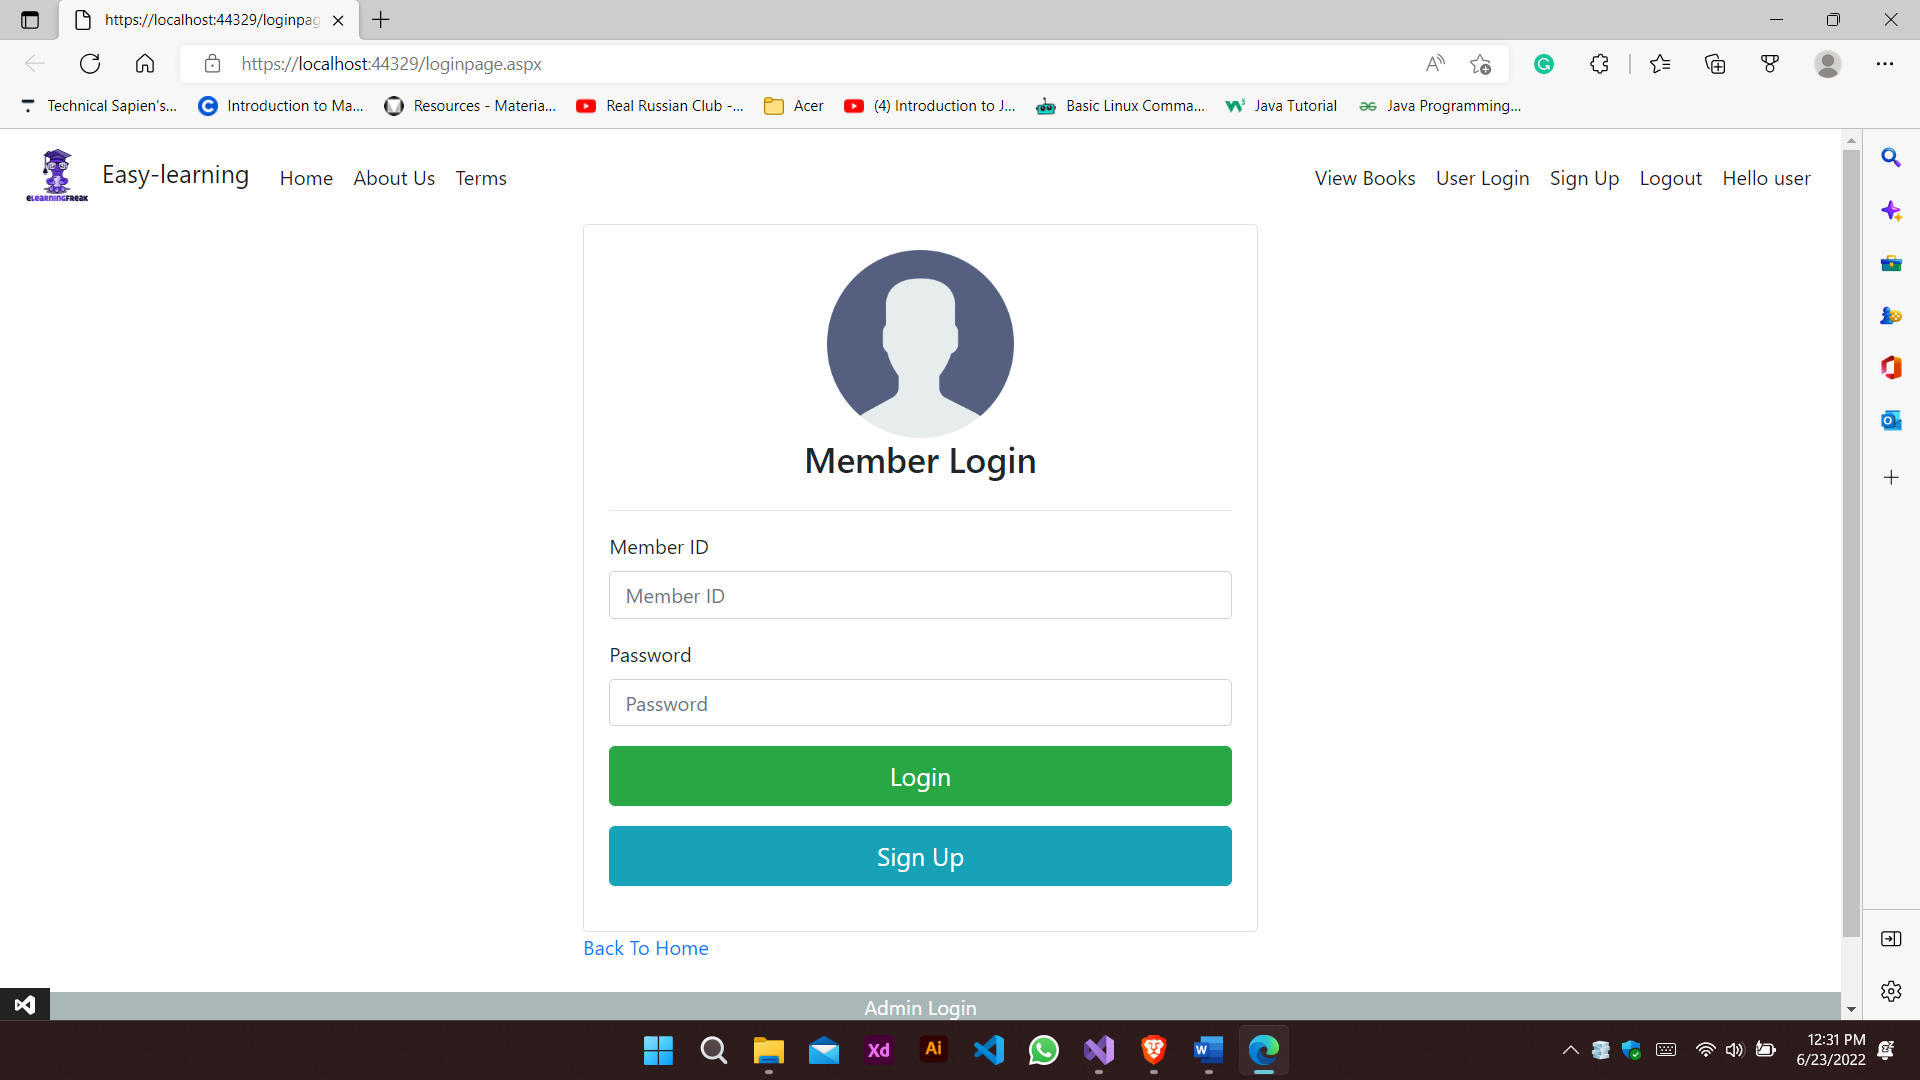 https://localhost:44329/loginpag
https://localhost:44329/loginpage.aspx
Technical Sapien's... Introduction to Ma... Resources - Materia... Real Russian Club -... Acer (4) Introduction to J... Basic Linux Comma... Java Tutorial Java Programming...
eLEARNINGFREAK Easy-learning Home About Us Terms View Books User Login Sign Up Logout Hello user
Member Login
Member ID
Member ID
Password
Password
Login
Sign Up
Back To Home
Admin Login
Xd Ai W
12:31 PM
6/23/2022